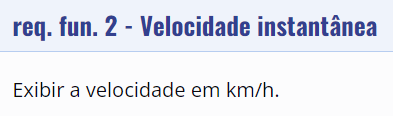 req. fun. 2 - Velocidade instantânea
Exibir a velocidade em km/h.